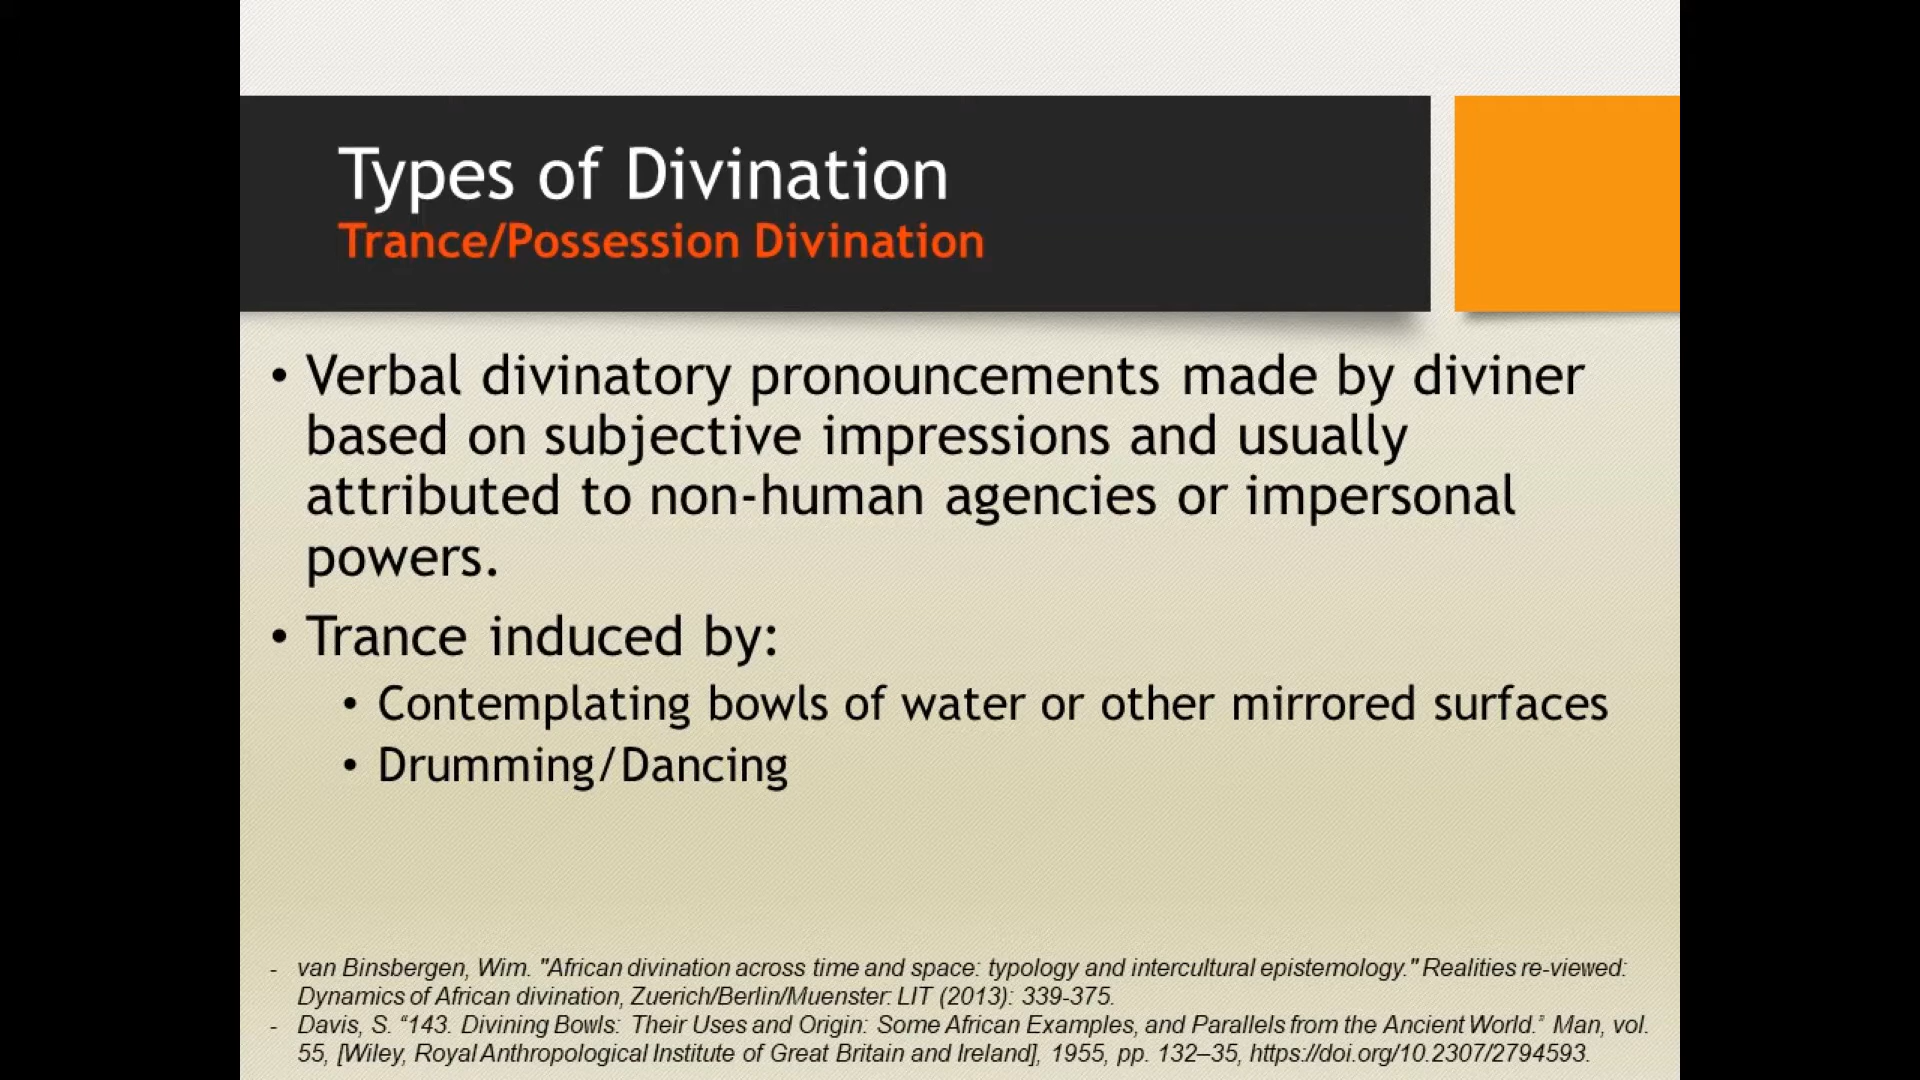 Types of Divination
Trance/Possession Divination
• Verbal divinatory pronouncements made by diviner
based on subjective impressions and usually
attributed to non-human agencies or impersonal
powers.
• Trance induced by:
• Contemplating bowls of water or other mirrored surfaces
• Drumming/Dancing
- van Binsbergen, Wim. "African divination across time and space: typology and intercultural epistemology." Realities re-viewed:
Dynamics of African divination, Zuerich/Berlin/Muenster: LIT (2013): 339-375.
- Davis, S. “143. Divining Bowls: Their Uses and Origin: Some African Examples, and Parallels from the Ancient World.” Man, vol.
55, [Wiley, Royal Anthropological Institute of Great Britain and Ireland], 1955, pp. 132–35, https://doi.org/10.2307/2794593.